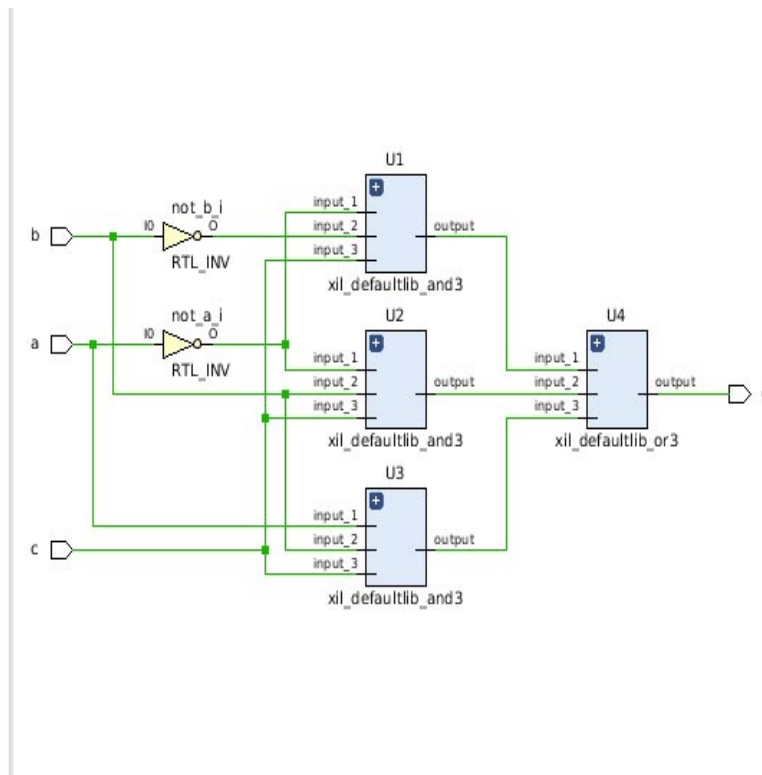 U1
not_b_i
input_1
I0
O
input_2
output
b
RTL_INV
input_3
xil_defaultlib_and3
not_a_i
U2
U4
I0
O
a
RTL_INV
input_1
input_1
input_2
output
input_2
output
input_3
input_3
xil_defaultlib_and3
xil_defaultlib_or3
U3
input_1
c
input_2
output
input_3
xil_defaultlib_and3